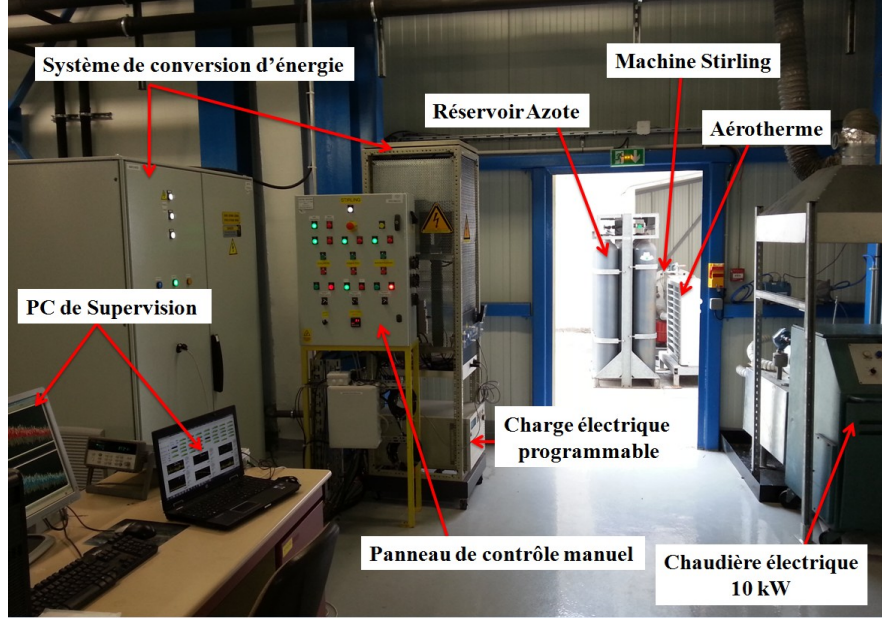 Système de conversion d'énergie
Machine Stirling
Réservoir Azote
Aérotherme
PC de Supervision
Charge électrique
programmable
Panneau de contrôle manuel
Chaudière électrique
10 kW
STIRLING